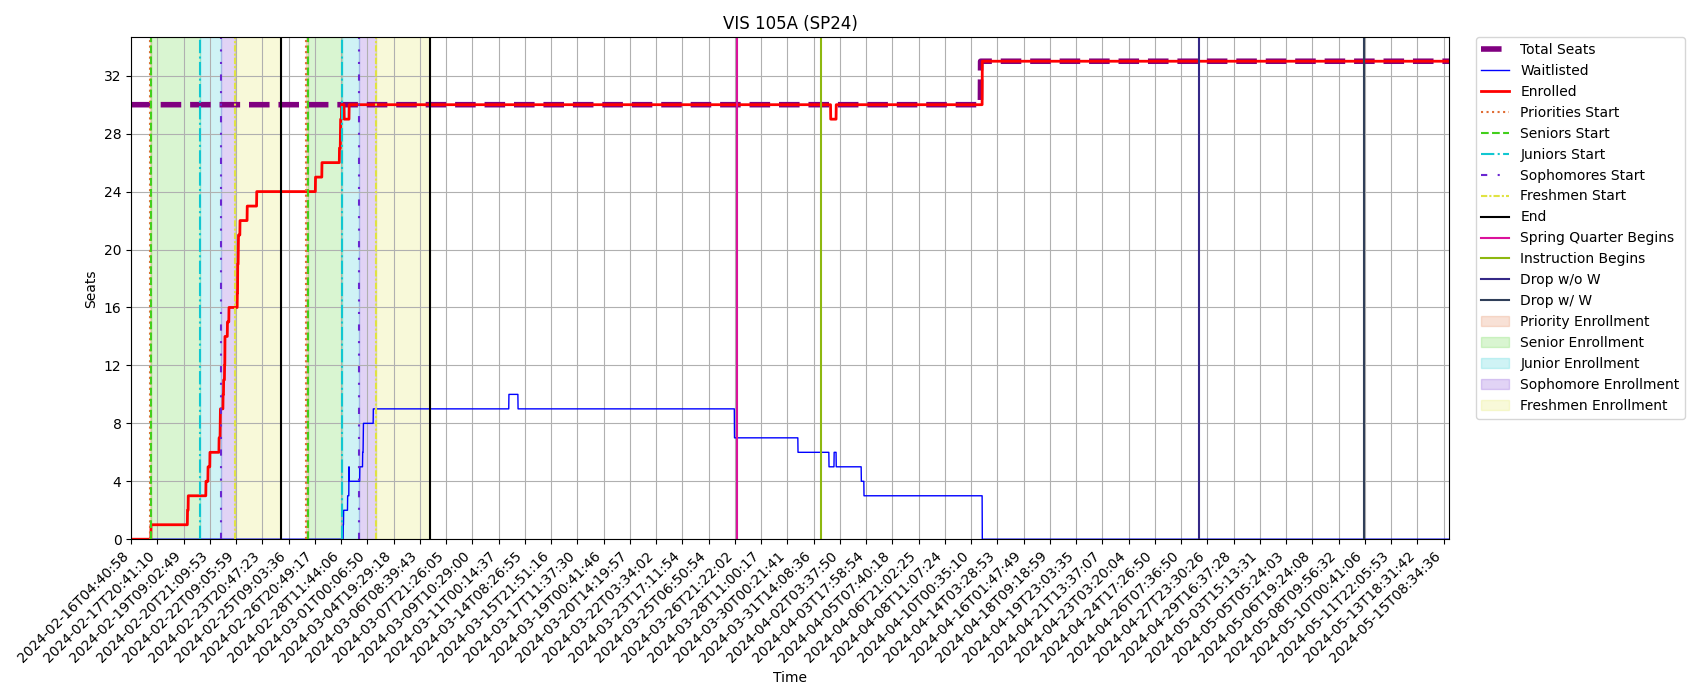 VIS 105A (SP24)
Seats
32
28
24
20
16
12
8
4
0
2024-02-16T04:40:58
2024-02-17T20:41:10
2024-02-19T09:02:49
2024-02-20T21:09:53
2024-02-22T09:05:59
2024-02-23T20:47:23
2024-02-25T09:03:36
2024-02-26T20:49:17
2024-02-28T11:44:06
2024-03-01T00:06:50
2024-03-04T19:29:18
2024-03-06T08:39:43
2024-03-07T21:26:05
2024-03-09T10:29:00
2024-03-11T00:14:37
2024-03-14T08:26:55
2024-03-15T21:51:16
2024-03-17T11:37:30
2024-03-19T00:41:46
2024-03-20T14:19:57
2024-03-22T03:34:02
2024-03-23T17:11:54
2024-03-25T06:50:54
2024-03-26T21:22:02
2024-03-28T11:00:17
2024-03-30T00:21:41
2024-03-31T14:08:36
2024-04-02T03:37:50
2024-04-03T17:58:54
2024-04-05T07:40:18
2024-04-06T21:02:25
2024-04-08T11:07:24
2024-04-10T00:35:10
2024-04-14T03:28:53
2024-04-16T01:47:49
2024-04-18T09:18:59
2024-04-19T23:03:35
2024-04-21T13:37:07
2024-04-23T03:20:04
2024-04-24T17:26:50
2024-04-26T07:36:50
2024-04-27T23:30:26
2024-04-29T16:37:28
2024-05-03T15:13:31
2024-05-05T05:24:03
2024-05-06T19:24:08
2024-05-08T09:56:32
2024-05-10T00:41:06
2024-05-11T22:05:53
2024-05-13T18:31:42
2024-05-15T08:34:36
Time
Total Seats
Waitlisted
Enrolled
Priorities Start
Seniors Start
Juniors Start
Sophomores Start
Freshmen Start
End
Spring Quarter Begins
Instruction Begins
Drop w/o W
Drop w/ W
Priority Enrollment
Senior Enrollment
Junior Enrollment
Sophomore Enrollment
Freshmen Enrollment